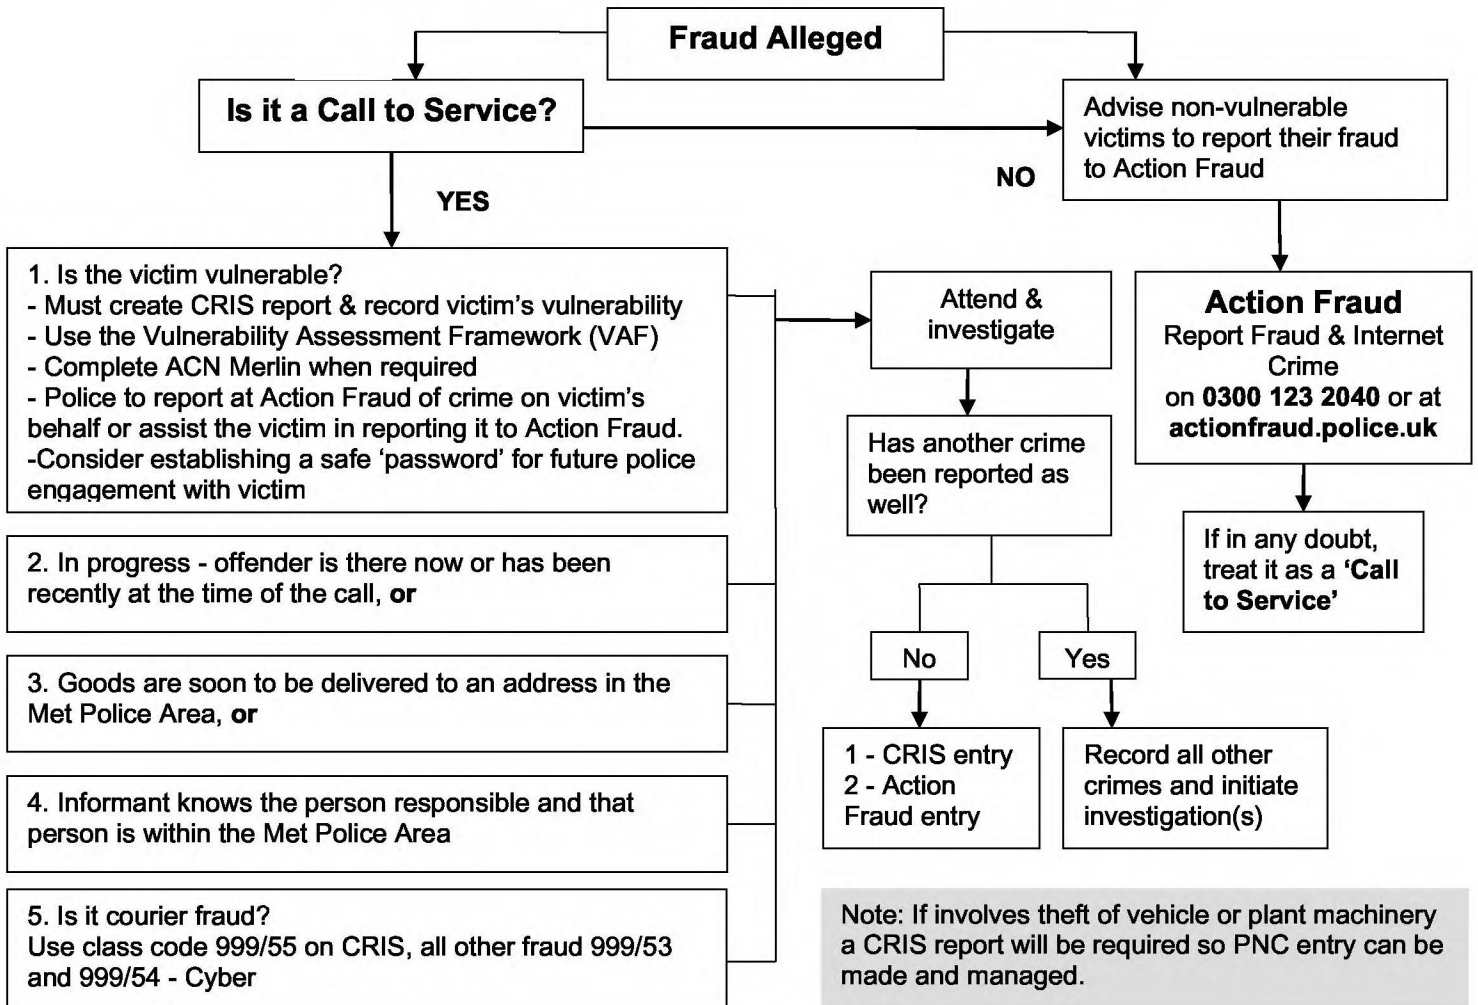 Fraud Alleged
Is it a Call to Service?
Advise non-vulnerable
victims to report their fraud
to Action Fraud
NO
YES
1. Is the victim vulnerable?
- Must create CRIS report & record victim's vulnerability
- Use the Vulnerability Assessment Framework (VAF)
- Complete ACN Merlin when required
- Police to report at Action Fraud of crime on victim's
behalf or assist the victim in reporting it to Action Fraud.
-Consider establishing a safe 'password' for future police
engagement with victim
2. In progress - offender is there now or has been
recently at the time of the call, or
3. Goods are soon to be delivered to an address in the
Met Police Area, or
4. Informant knows the person responsible and that
person is within the Met Police Area
5. Is it courier fraud?
Use class code 999/55 on CRIS, all other fraud 999/53
and 999/54 - Cyber
Attend &
investigate
Has another crime
been reported as
well?
No
Yes
1 - CRIS entry
2 - Action
Fraud entry
Record all other
crimes and initiate
investigation(s)
Action Fraud
Report Fraud & Internet
Crime
on 0300 123 2040 or at
actionfraud.police.uk
If in any doubt,
treat it as a 'Call
to Service'
Note: If involves theft of vehicle or plant machinery
a CRIS report will be required so PNC entry can be
made and managed.